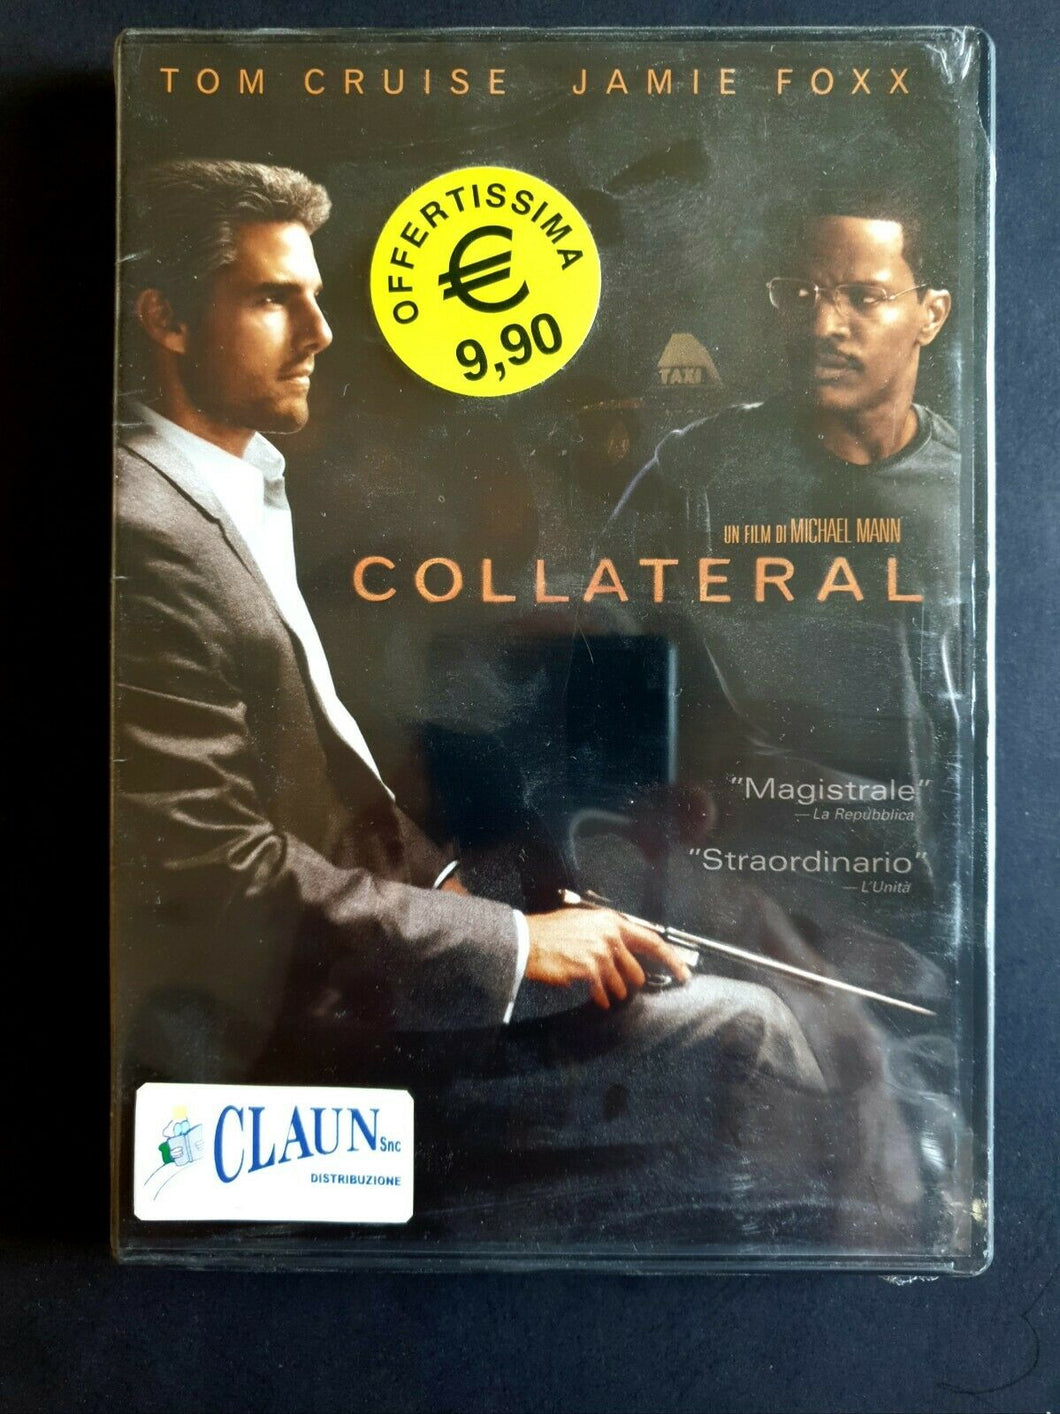 TOM CRUISE JAMIE FOXX
OFFERTISSIMA
€
9,90
TAXI
UN FILM DI MICHAEL MANN
COLLATERAL
"Magistrale"
— La Repubblica
"Straordinario"
— L'Unità
CLAUN Snc
DISTRIBUZIONE